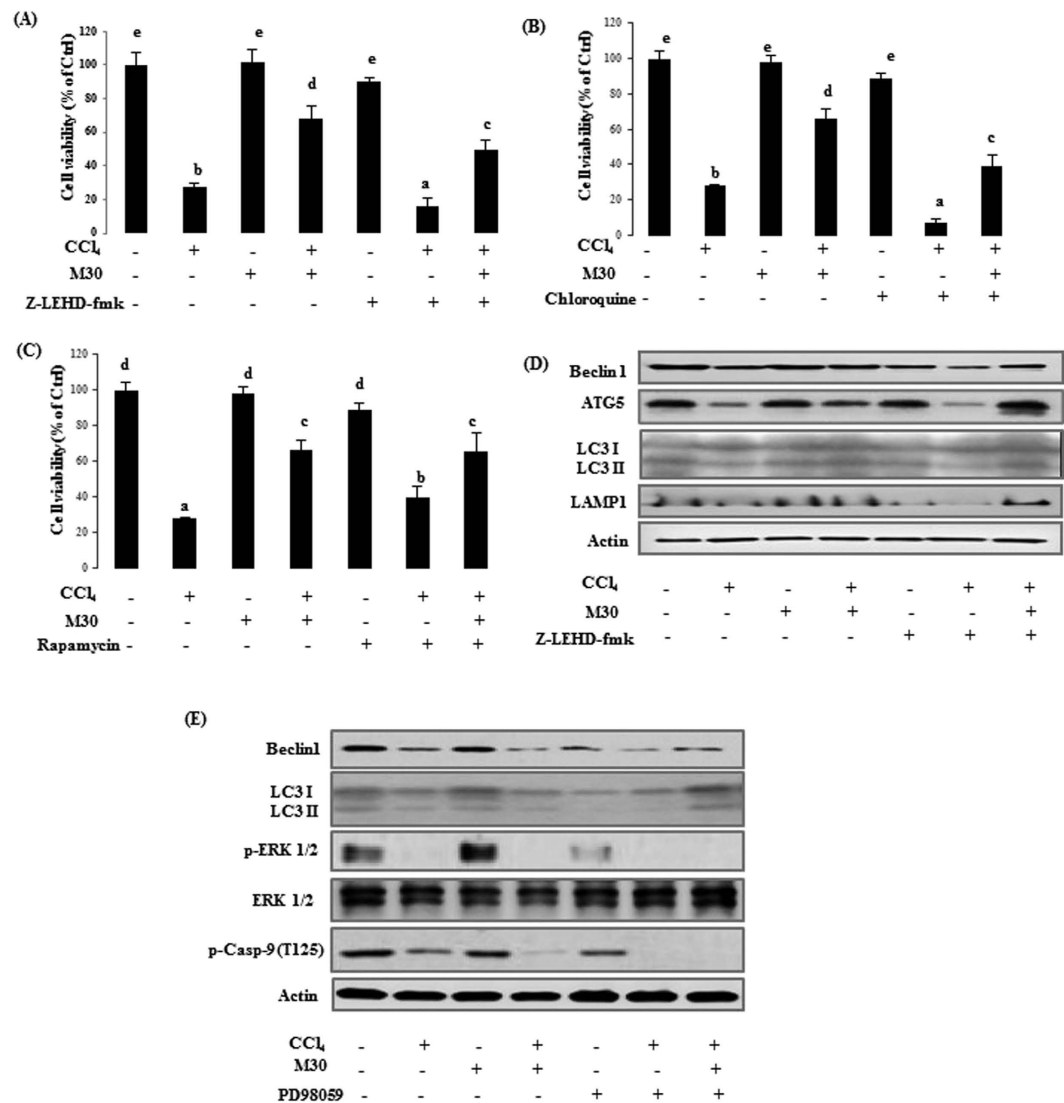 (A)
Cell viability (% of Ctrl)
120
100
80
60
40
20
0
e
b
e
d
e
a
c
CCl₄ - + - + - + +
M30 - - + + - - +
Z-LEHD-fmk - - - - + + +
(B)
Cell viability (% of Ctrl)
120
100
80
60
40
20
0
e
b
e
d
e
a
c
CCl₄ - + - + - + +
M30 - - + + - - +
Chloroquine - - - - + + +
(C)
Cell viability (% of Ctrl)
120
100
80
60
40
20
0
d
a
d
c
d
b
c
CCl₄ - + - + - + +
M30 - - + + - - +
Rapamycin - - - - + + +
(D)
Beclin1
ATG5
LC3 I
LC3 II
LAMP1
Actin
CCl₄ - + - + - + +
M30 - - + + - - +
Z-LEHD-fmk - - - - + + +
(E)
Beclin1
LC3 I
LC3 II
p-ERK 1/2
ERK 1/2
p-Casp-9(T125)
Actin
CCl₄ - + - + - + +
M30 - - + + - - +
PD98059 - - - - + + +